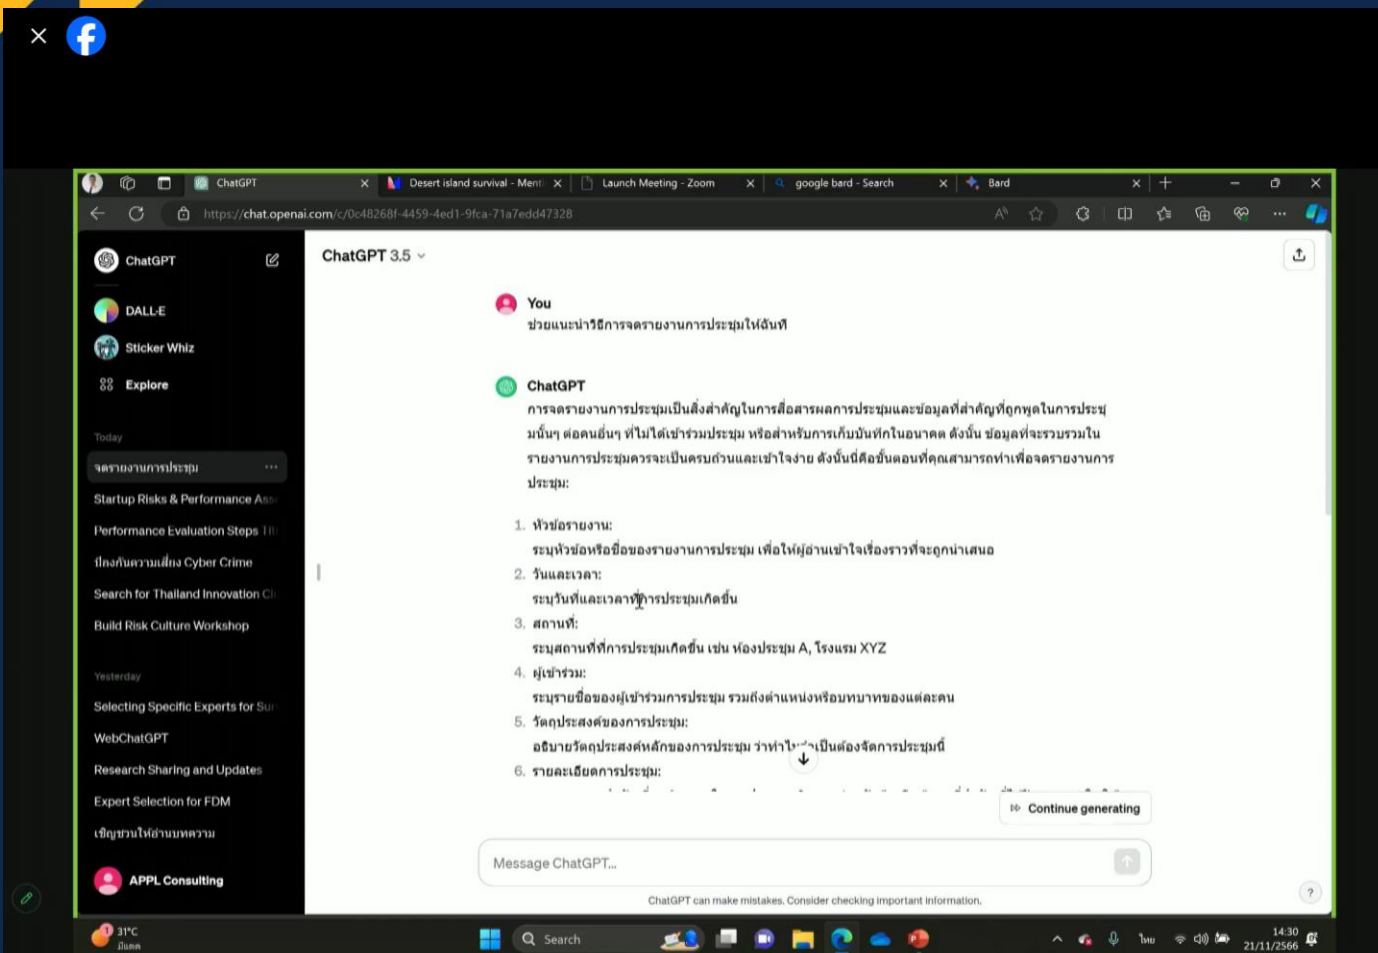 ChatGPT
Desert island survival - Menti
Launch Meeting - Zoom
google bard - Search
Bard
https://chat.openai.com/c/0c48268f-4459-4ed1-9fca-71a7edd47328
ChatGPT
DALL·E
Sticker Whiz
Explore
Today
จดรายงานการประชุม
Startup Risks & Performance Ass
Performance Evaluation Steps Titl
ป้องกันความเสี่ยง Cyber Crime
Search for Thailand Innovation Cl
Build Risk Culture Workshop
Yesterday
Selecting Specific Experts for Sur
WebChatGPT
Research Sharing and Updates
Expert Selection for FDM
เชิญชวนให้อ่านบทความ
APPL Consulting
ChatGPT 3.5
You
ช่วยแนะนำวิธีการจดรายงานการประชุมให้ฉันที
ChatGPT
การจดรายงานการประชุมเป็นสิ่งสำคัญในการสื่อสารผลการประชุมและข้อมูลที่สำคัญที่ถูกพูดในการประชุ
มนั้นๆ ต่อคนอื่นๆ ที่ไม่ได้เข้าร่วมประชุม หรือสำหรับการเก็บบันทึกในอนาคต ดังนั้น ข้อมูลที่จะรวบรวมใน
รายงานการประชุมควรจะเป็นครบถ้วนและเข้าใจง่าย ดังนั้นนี่คือขั้นตอนที่คุณสามารถทำเพื่อจดรายงานการ
ประชุม:
1. หัวข้อรายงาน:
ระบุหัวข้อหรือชื่อของรายงานการประชุม เพื่อให้ผู้อ่านเข้าใจเรื่องราวที่จะถูกนำเสนอ
2. วันและเวลา:
ระบุวันที่และเวลาที่การประชุมเกิดขึ้น
3. สถานที่:
ระบุสถานที่ที่การประชุมเกิดขึ้น เช่น ห้องประชุม A, โรงแรม XYZ
4. ผู้เข้าร่วม:
ระบุรายชื่อของผู้เข้าร่วมการประชุม รวมถึงตำแหน่งหรือบทบาทของแต่ละคน
5. วัตถุประสงค์ของการประชุม:
อธิบายวัตถุประสงค์หลักของการประชุม ว่าทำไมจำเป็นต้องจัดการประชุมนี้
6. รายละเอียดการประชุม:
Continue generating
Message ChatGPT...
ChatGPT can make mistakes. Consider checking important information.
?
1
31°C
มีแดด
Search
ไทย
14:30
21/11/2566